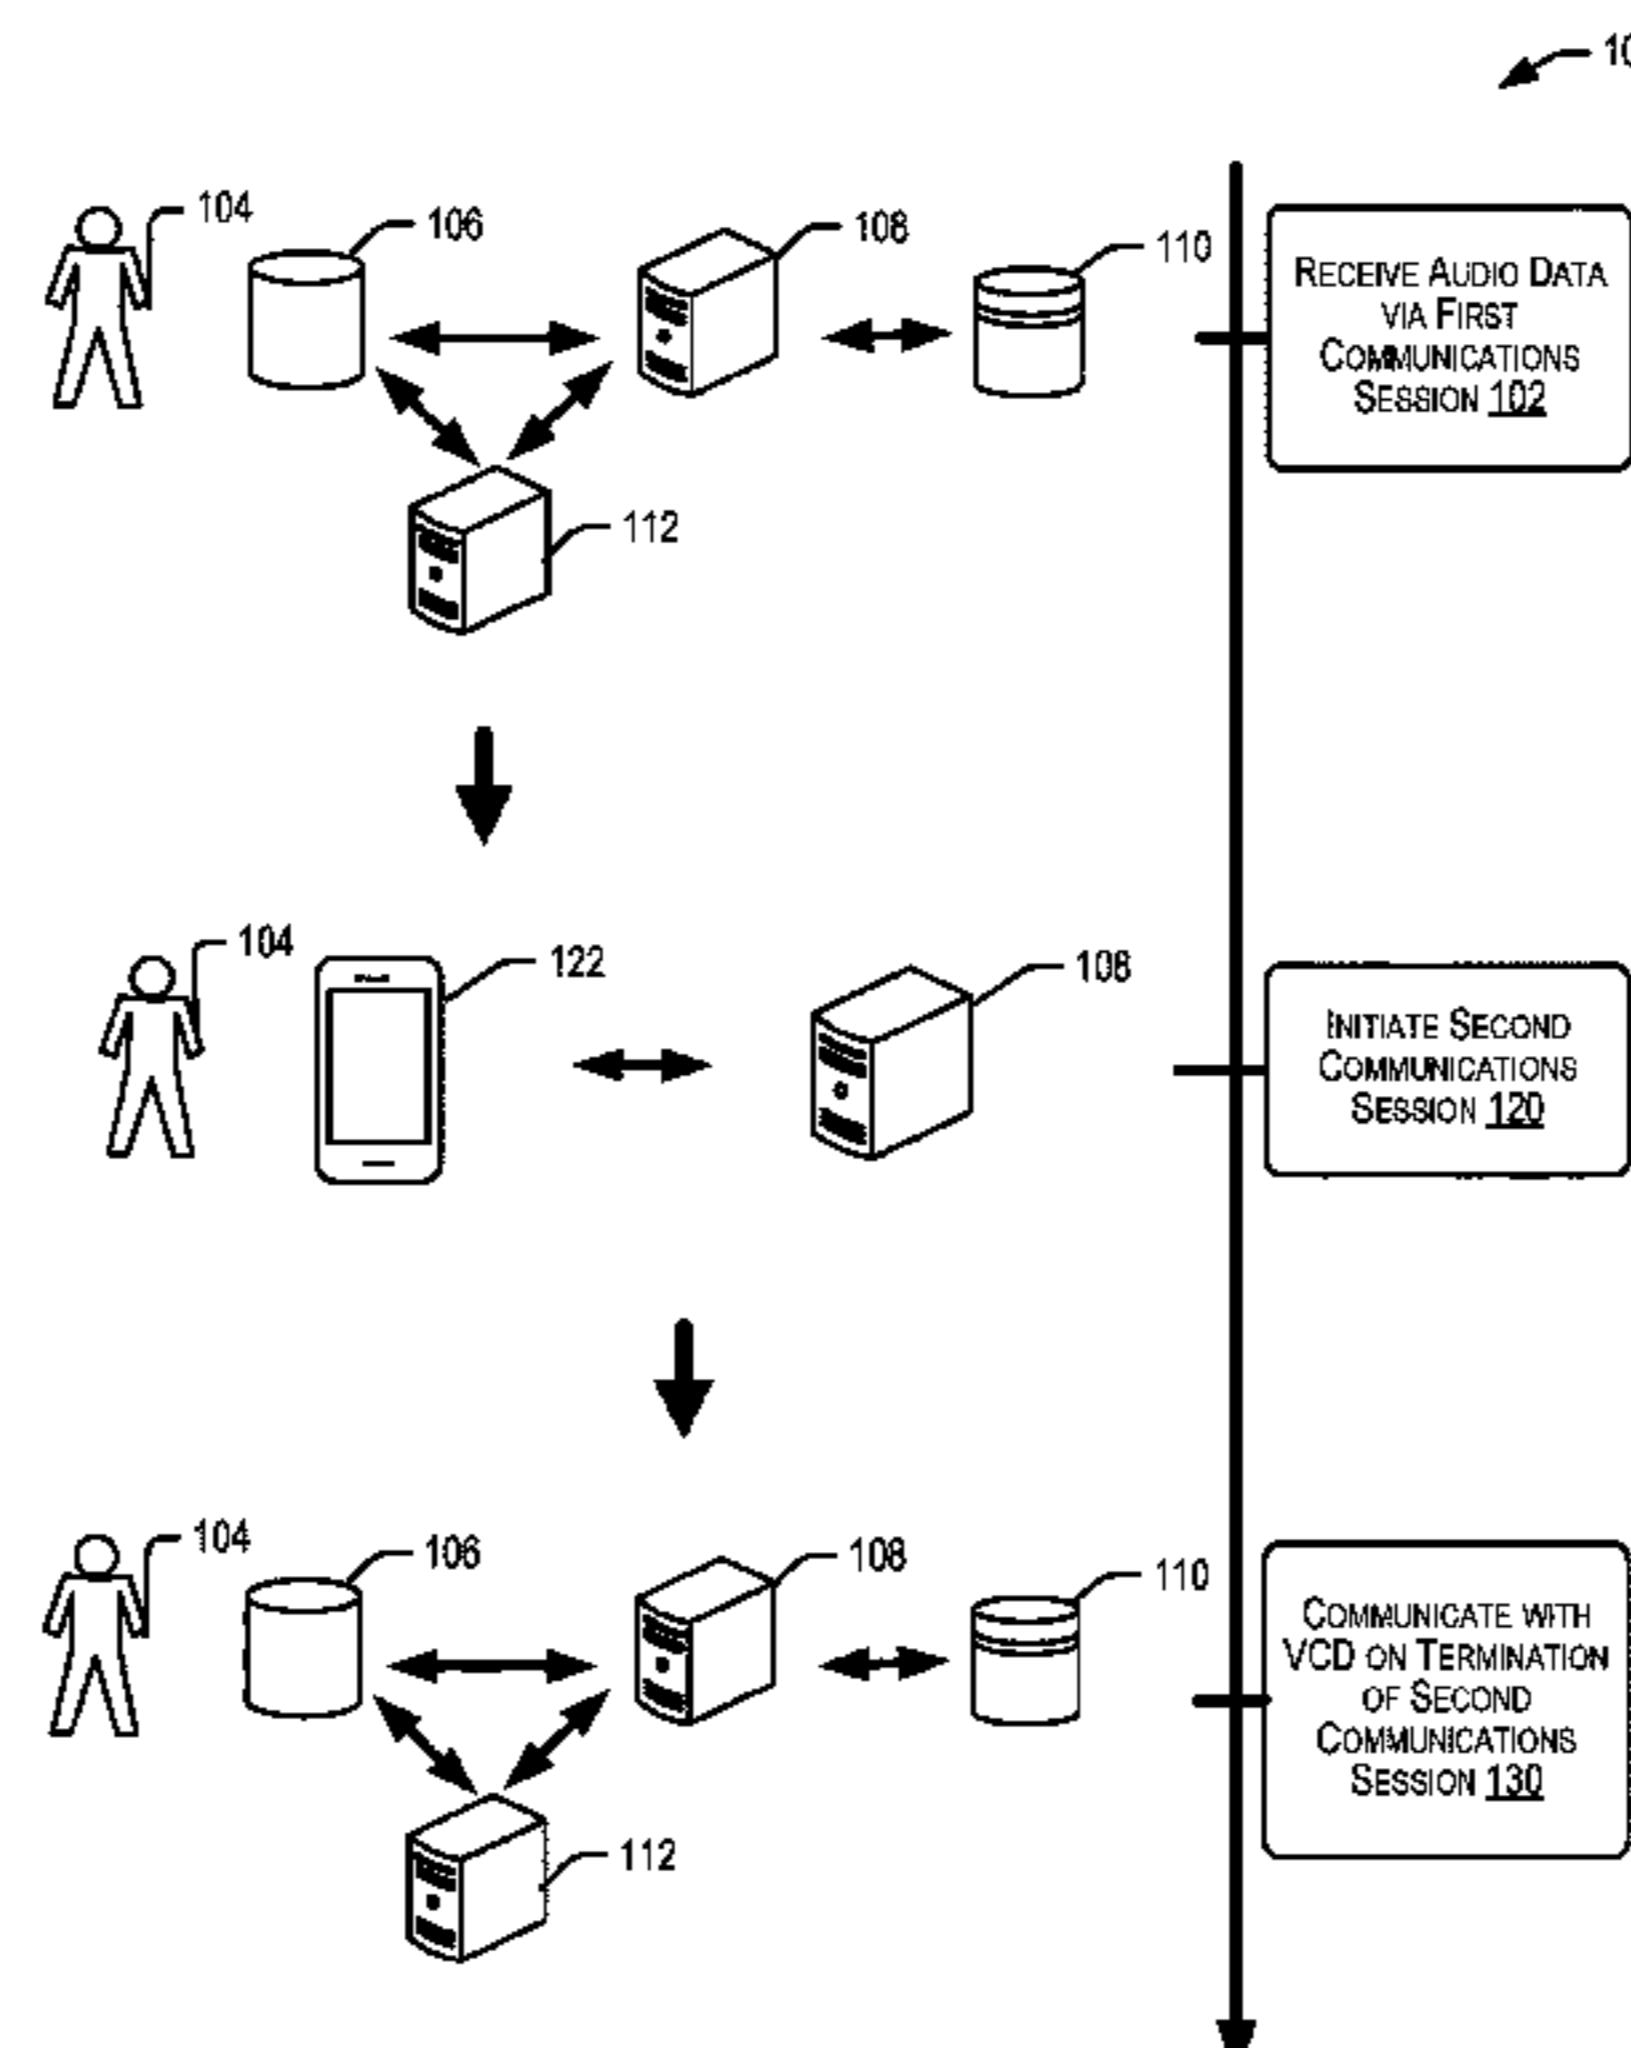 104
106
108
110
RECEIVE AUDIO DATA
VIA FIRST
COMMUNICATIONS
SESSION 102
112
104
122
108
INITIATE SECOND
COMMUNICATIONS
SESSION 120
104
106
108
110
COMMUNICATE WITH
VCD ON TERMINATION
OF SECOND
COMMUNICATIONS
SESSION 130
112